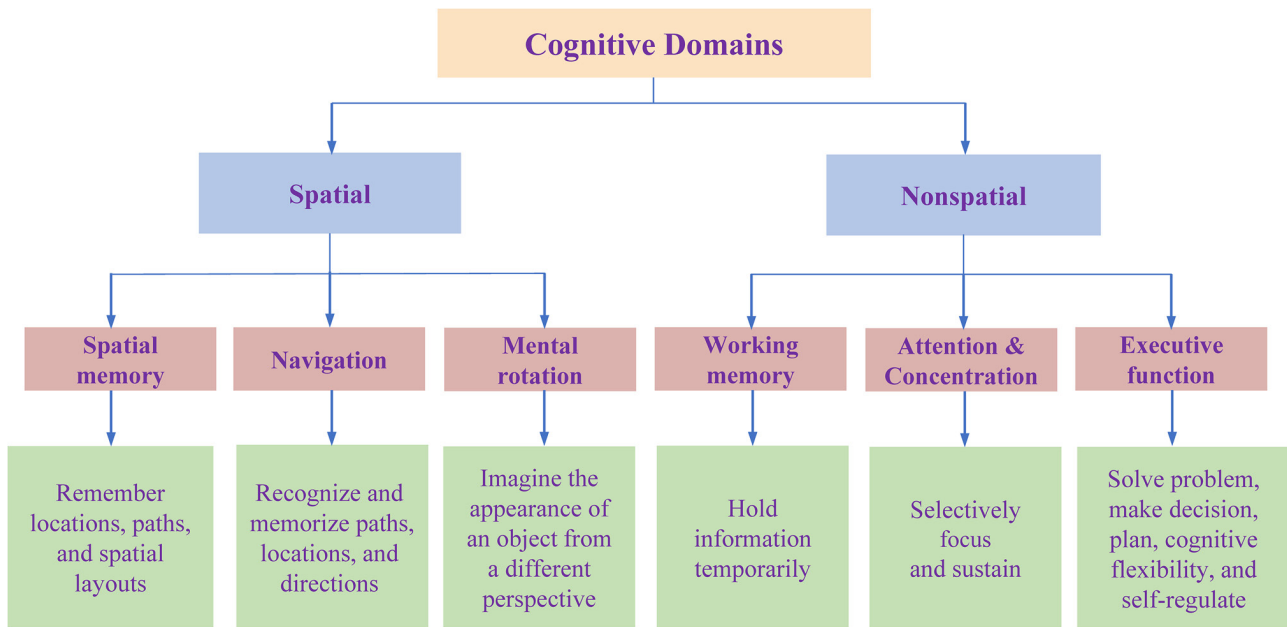 Cognitive Domains
Spatial
Nonspatial
Spatial
memory
Navigation
Mental
rotation
Working
memory
Attention &
Concentration
Executive
function
Remember
locations, paths,
and spatial
layouts
Recognize and
memorize paths,
locations, and
directions
Imagine the
appearance of
an object from
a different
perspective
Hold
information
temporarily
Selectively
focus
and sustain
Solve problem,
make decision,
plan, cognitive
flexibility, and
self-regulate